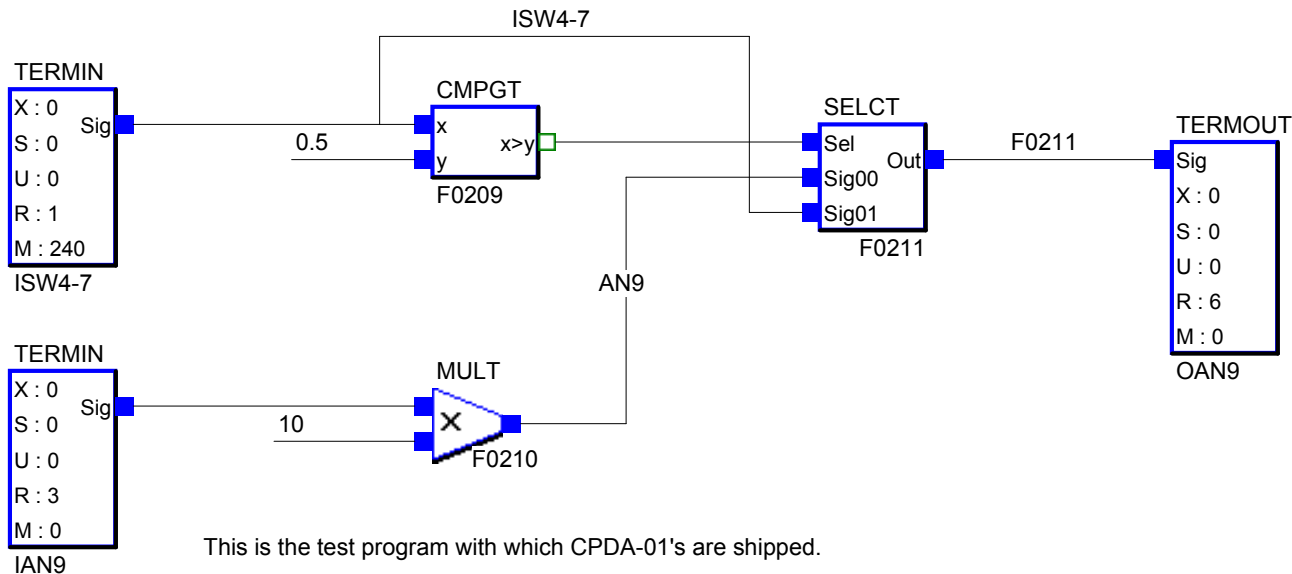 ISW4-7
TERMIN
X : 0
Sig
S : 0
U : 0
R : 1
M : 240
ISW4-7
CMPGT
x
x>y
y
F0209
0.5
SELCT
Sel
Out
Sig00
Sig01
F0211
F0211
TERMOUT
Sig
X : 0
S : 0
U : 0
R : 6
M : 0
OAN9
AN9
TERMIN
X : 0
Sig
S : 0
U : 0
R : 3
M : 0
IAN9
10
MULT
X
F0210
This is the test program with which CPDA-01's are shipped.